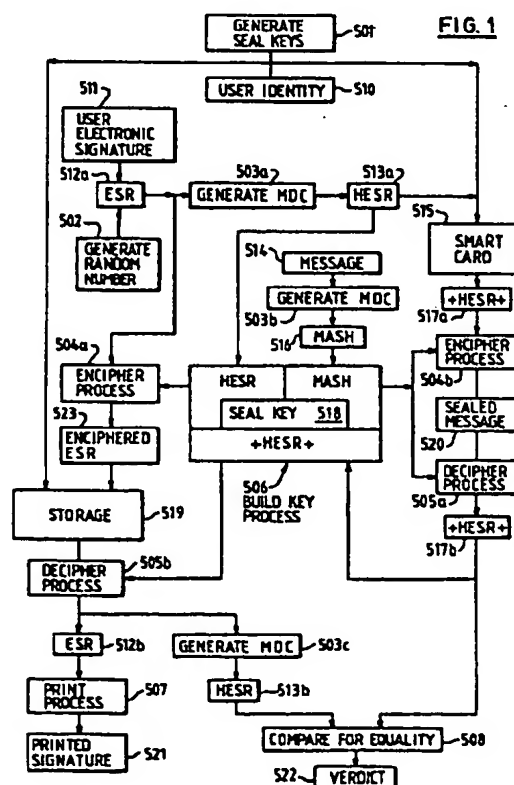 FIG. 1
GENERATE
SEAL KEYS
501
USER IDENTITY
510
511
USER
ELECTRONIC
SIGNATURE
512a
ESR
503a
GENERATE MDC
513a
HESR
502
GENERATE
RANDOM
NUMBER
515
SMART
CARD
514
MESSAGE
GENERATE MDC
503b
516
MASH
+HESR+
517a
504a
ENCIPHER
PROCESS
HESR
MASH
SEAL KEY
518
+HESR+
ENCIPHER
PROCESS
504b
523
ENCIPHERED
ESR
SEALED
MESSAGE
520
506
BUILD KEY
PROCESS
DECIPHER
PROCESS
505a
STORAGE
519
+HESR+
517b
DECIPHER
PROCESS
505b
ESR
512b
GENERATE MDC
503c
PRINT
PROCESS
507
HESR
513b
PRINTED
SIGNATURE
521
COMPARE FOR EQUALITY
508
522
VERDICT